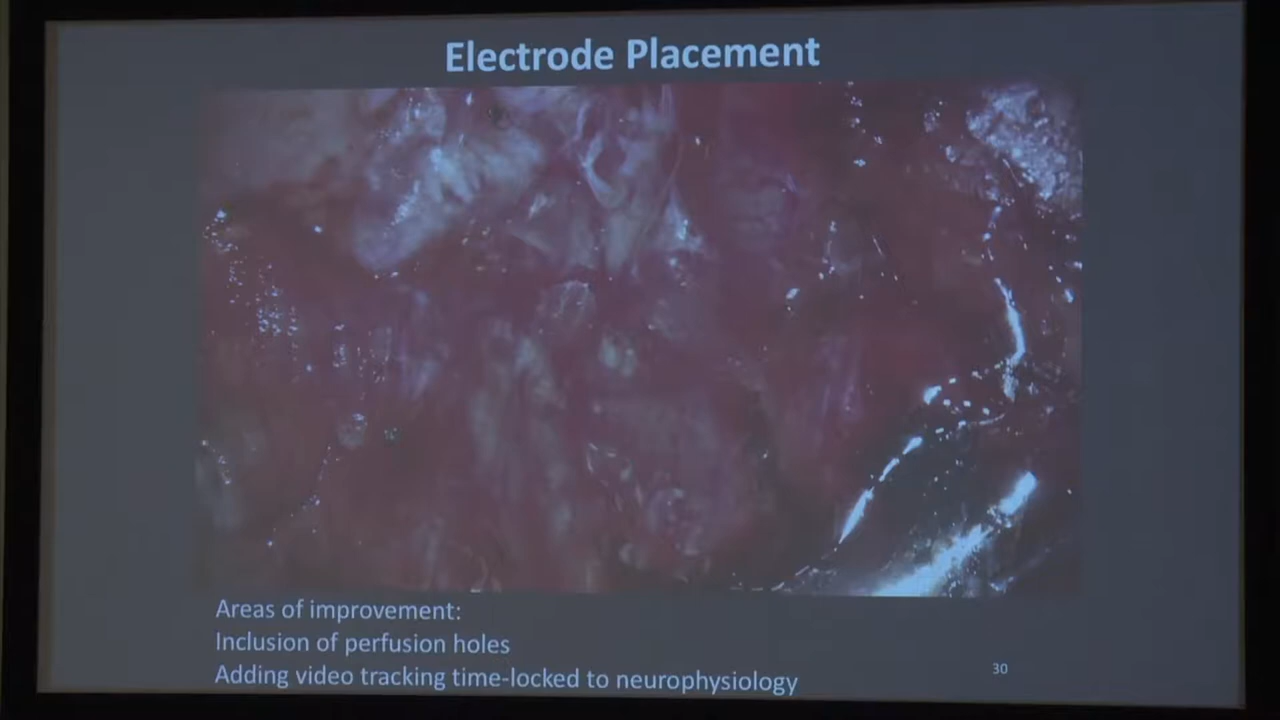 Electrode Placement
Areas of improvement:
Inclusion of perfusion holes
Adding video tracking time-locked to neurophysiology
30